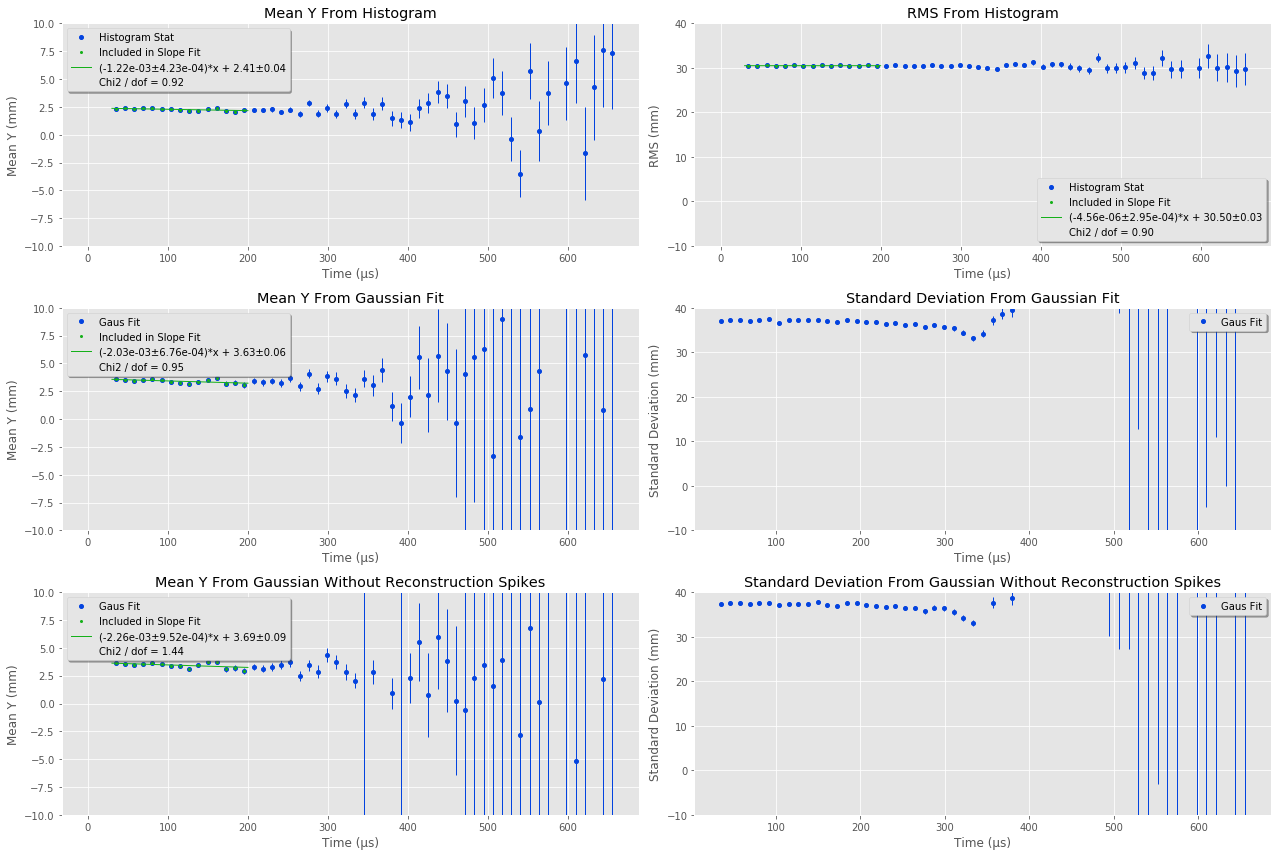 Mean Y From Histogram
10.0
7.5
5.0
2.5
0.0
−2.5
−5.0
−7.5
−10.0
Mean Y (mm)
Histogram Stat
Included in Slope Fit
(-1.22e-03±4.23e-04)*x + 2.41±0.04
Chi2 / dof = 0.92
0 100 200 300 400 500 600
Time (µs)
RMS From Histogram
40
30
20
10
0
−10
RMS (mm)
Histogram Stat
Included in Slope Fit
(-4.56e-06±2.95e-04)*x + 30.50±0.03
Chi2 / dof = 0.90
0 100 200 300 400 500 600
Time (µs)
Mean Y From Gaussian Fit
10.0
7.5
5.0
2.5
0.0
−2.5
−5.0
−7.5
−10.0
Mean Y (mm)
Gaus Fit
Included in Slope Fit
(-2.03e-03±6.76e-04)*x + 3.63±0.06
Chi2 / dof = 0.95
0 100 200 300 400 500 600
Time (µs)
Standard Deviation From Gaussian Fit
40
30
20
10
0
−10
Standard Deviation (mm)
Gaus Fit
100 200 300 400 500 600
Time (µs)
Mean Y From Gaussian Without Reconstruction Spikes
10.0
7.5
5.0
2.5
0.0
−2.5
−5.0
−7.5
−10.0
Mean Y (mm)
Gaus Fit
Included in Slope Fit
(-2.26e-03±9.52e-04)*x + 3.69±0.09
Chi2 / dof = 1.44
0 100 200 300 400 500 600
Time (µs)
Standard Deviation From Gaussian Without Reconstruction Spikes
40
30
20
10
0
−10
Standard Deviation (mm)
Gaus Fit
100 200 300 400 500 600
Time (µs)